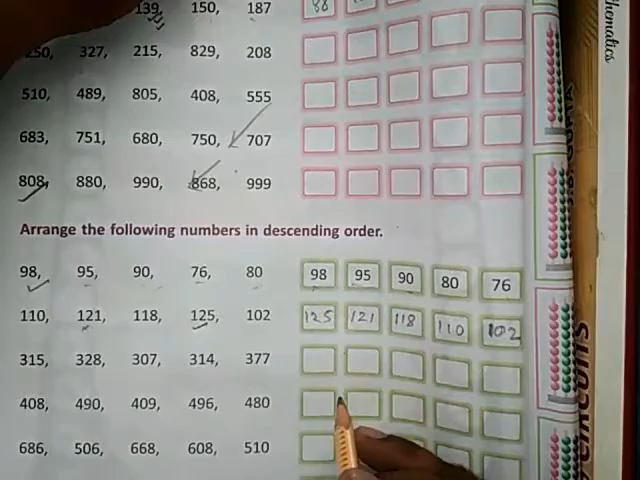 139, 150, 187 88
250, 327, 215, 829, 208
510, 489, 805, 408, 555
683, 751, 680, 750, 707
808, 880, 990, 868, 999
Arrange the following numbers in descending order.
98, 95, 90, 76, 80 98 95 90 80 76
110, 121, 118, 125, 102 125 121 118 110 102
315, 328, 307, 314, 377
408, 490, 409, 496, 480
686, 506, 668, 608, 510